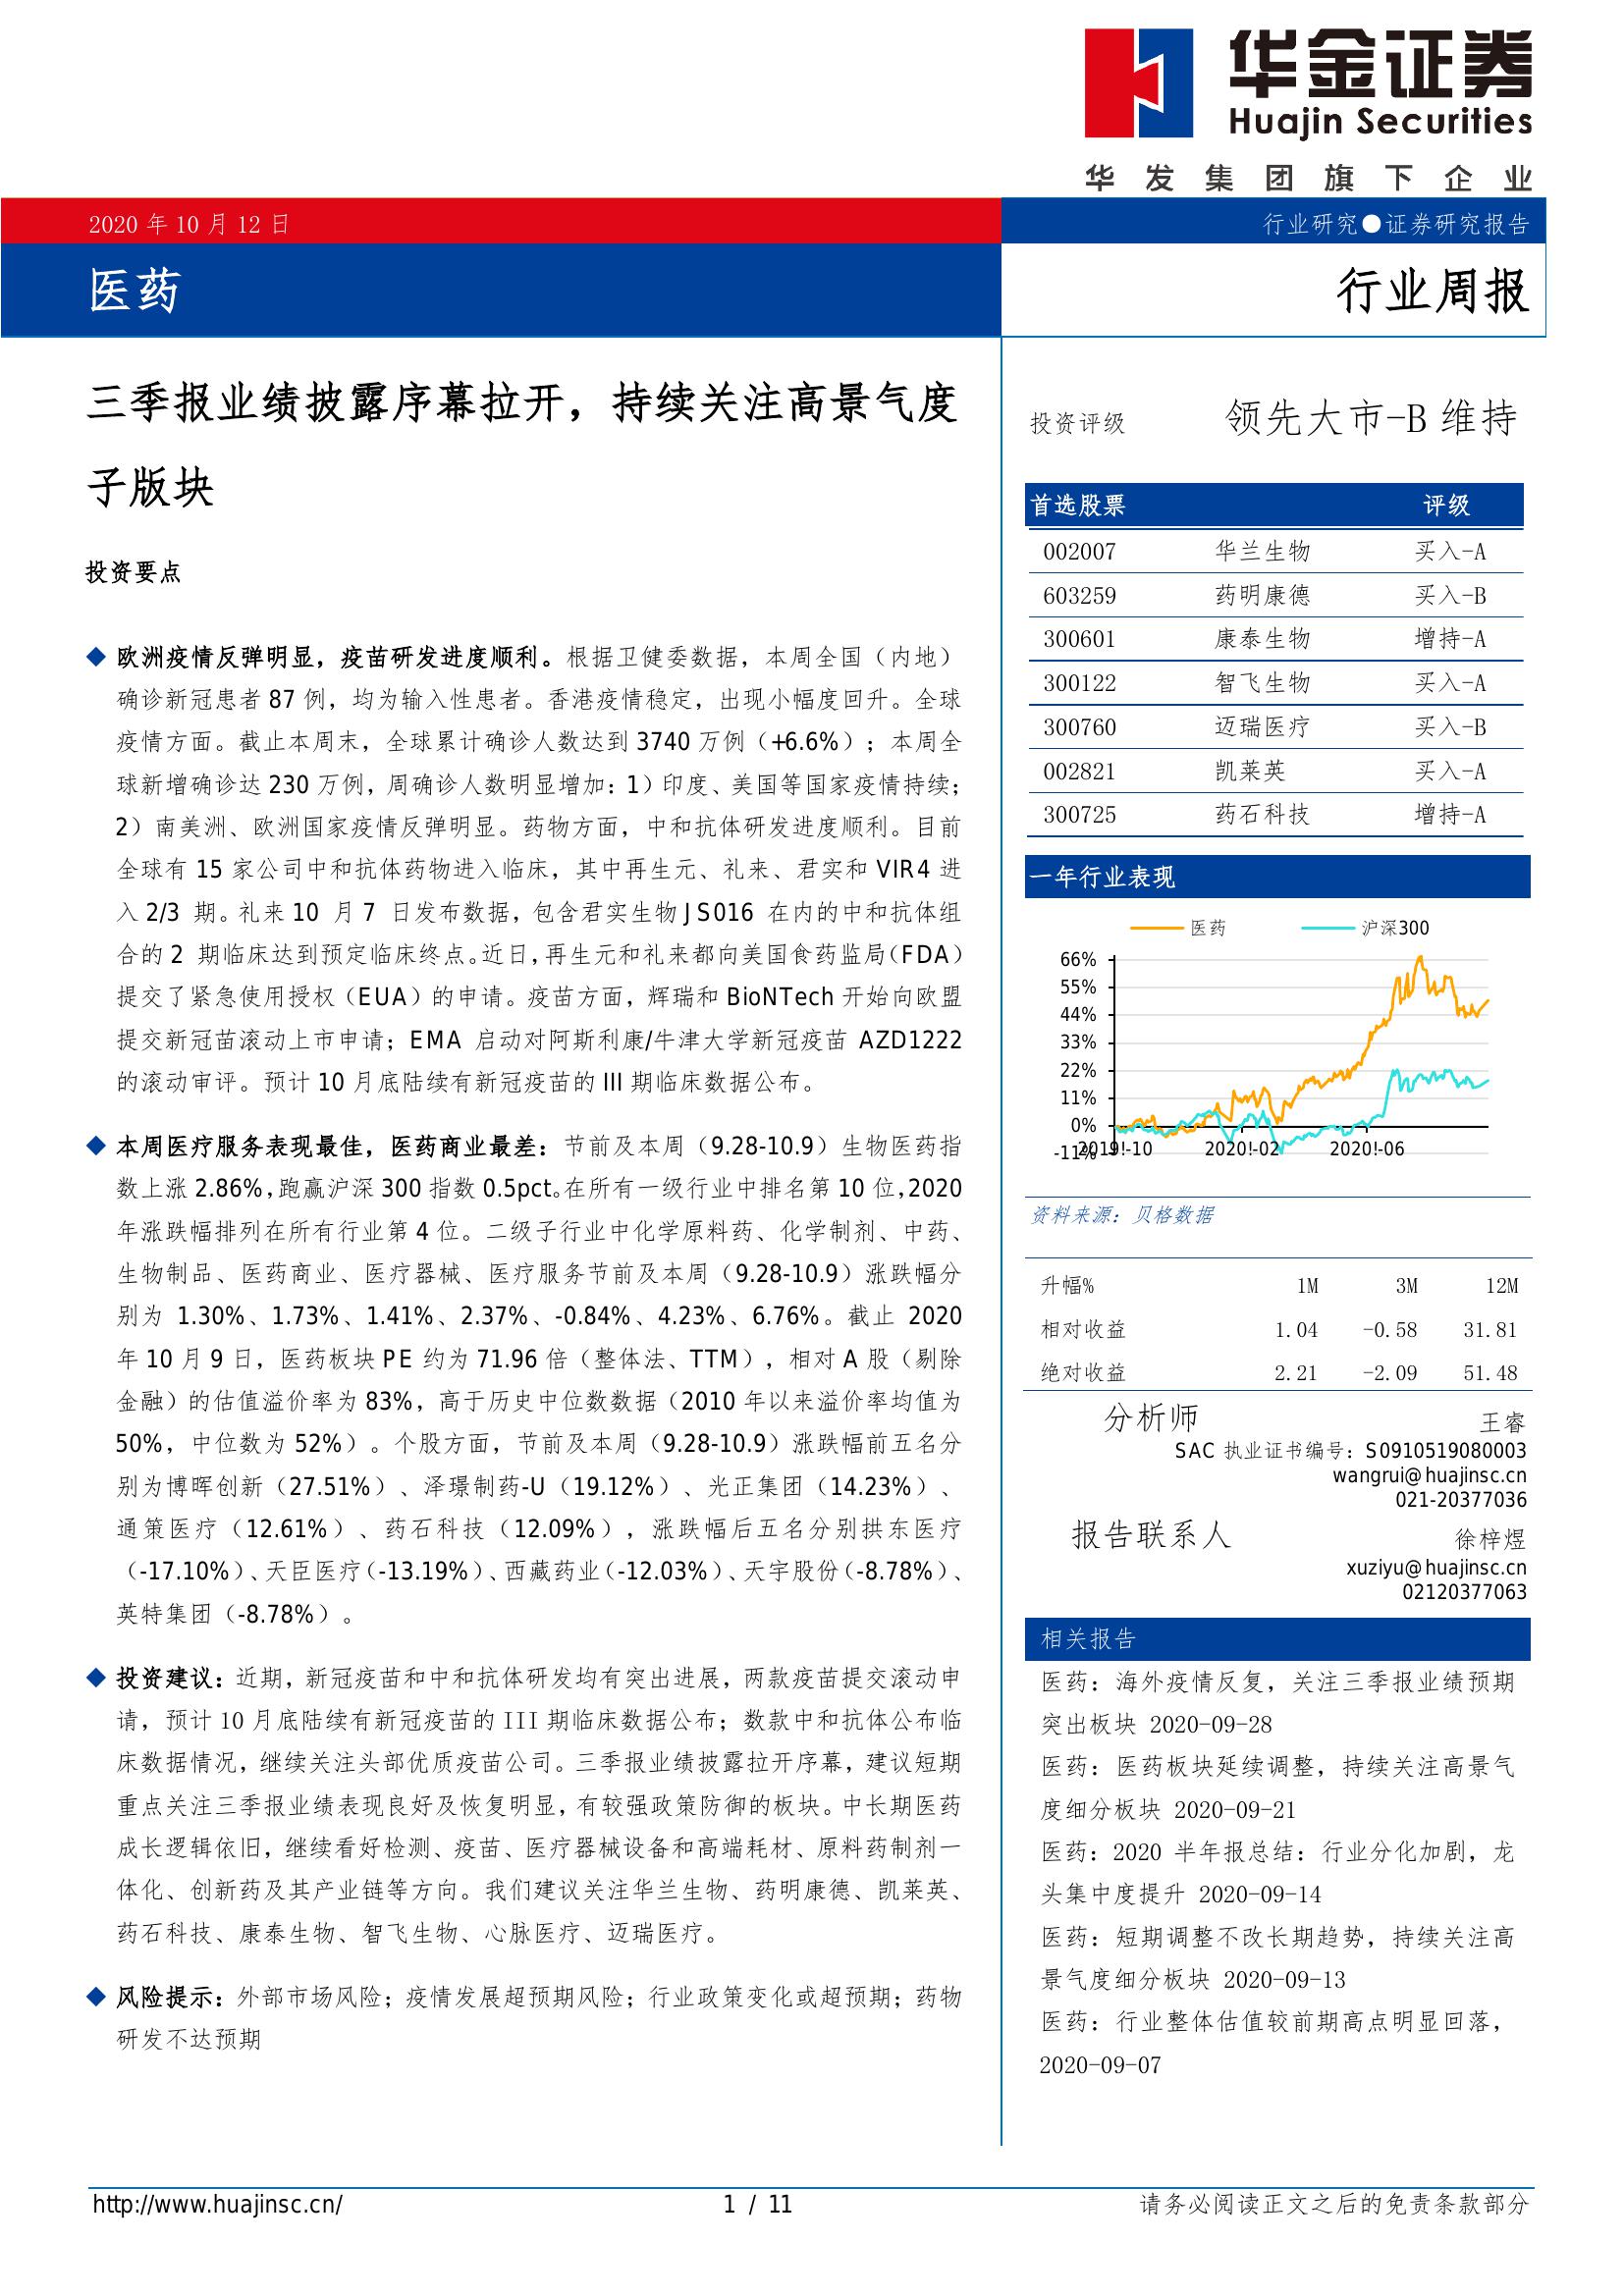 华金证券
Huajin Securities
华发集团旗下企业
2020 年 10 月 12 日
行业研究●证券研究报告
医药
行业周报
三季报业绩披露序幕拉开，持续关注高景气度
子版块
投资要点
◆ 欧洲疫情反弹明显，疫苗研发进度顺利。根据卫健委数据，本周全国（内地）
确诊新冠患者 87 例，均为输入性患者。香港疫情稳定，出现小幅度回升。全球
疫情方面。截止本周末，全球累计确诊人数达到 3740 万例（+6.6%）；本周全
球新增确诊达 230 万例，周确诊人数明显增加：1）印度、美国等国家疫情持续；
2）南美洲、欧洲国家疫情反弹明显。药物方面，中和抗体研发进度顺利。目前
全球有 15 家公司中和抗体药物进入临床，其中再生元、礼来、君实和 VIR4 进
入 2/3 期。礼来 10 月 7 日发布数据，包含君实生物 JS016 在内的中和抗体组
合的 2 期临床达到预定临床终点。近日，再生元和礼来都向美国食药监局（FDA）
提交了紧急使用授权（EUA）的申请。疫苗方面，辉瑞和 BioNTech 开始向欧盟
提交新冠苗滚动上市申请；EMA 启动对阿斯利康/牛津大学新冠疫苗 AZD1222
的滚动审评。预计 10 月底陆续有新冠疫苗的 III 期临床数据公布。
◆ 本周医疗服务表现最佳，医药商业最差：节前及本周（9.28-10.9）生物医药指
数上涨 2.86%，跑赢沪深 300 指数 0.5pct。在所有一级行业中排名第 10 位，2020
年涨跌幅排列在所有行业第 4 位。二级子行业中化学原料药、化学制剂、中药、
生物制品、医药商业、医疗器械、医疗服务节前及本周（9.28-10.9）涨跌幅分
别为 1.30%、1.73%、1.41%、2.37%、-0.84%、4.23%、6.76%。截止 2020
年 10 月 9 日，医药板块 PE 约为 71.96 倍（整体法、TTM），相对 A 股（剔除
金融）的估值溢价率为 83%，高于历史中位数数据（2010 年以来溢价率均值为
50%，中位数为 52%）。个股方面，节前及本周（9.28-10.9）涨跌幅前五名分
别为博晖创新（27.51%）、泽璟制药-U（19.12%）、光正集团（14.23%）、
通策医疗（12.61%）、药石科技（12.09%），涨跌幅后五名分别拱东医疗
（-17.10%）、天臣医疗（-13.19%）、西藏药业（-12.03%）、天宇股份（-8.78%）、
英特集团（-8.78%）。
◆ 投资建议：近期，新冠疫苗和中和抗体研发均有突出进展，两款疫苗提交滚动申
请，预计 10 月底陆续有新冠疫苗的 III 期临床数据公布；数款中和抗体公布临
床数据情况，继续关注头部优质疫苗公司。三季报业绩披露拉开序幕，建议短期
重点关注三季报业绩表现良好及恢复明显，有较强政策防御的板块。中长期医药
成长逻辑依旧，继续看好检测、疫苗、医疗器械设备和高端耗材、原料药制剂一
体化、创新药及其产业链等方向。我们建议关注华兰生物、药明康德、凯莱英、
药石科技、康泰生物、智飞生物、心脉医疗、迈瑞医疗。
◆ 风险提示：外部市场风险；疫情发展超预期风险；行业政策变化或超预期；药物
研发不达预期
投资评级 领先大市-B 维持
首选股票 评级
002007 华兰生物 买入-A
603259 药明康德 买入-B
300601 康泰生物 增持-A
300122 智飞生物 买入-A
300760 迈瑞医疗 买入-B
002821 凯莱英 买入-A
300725 药石科技 增持-A
一年行业表现
医药 沪深300
66%
55%
44%
33%
22%
11%
0%
-11%
2019!-10 2020!-02 2020!-06
资料来源：贝格数据
升幅% 1M 3M 12M
相对收益 1.04 -0.58 31.81
绝对收益 2.21 -2.09 51.48
分析师 王睿
SAC 执业证书编号：S0910519080003
wangrui@huajinsc.cn
021-20377036
报告联系人 徐梓煜
xuziyu@huajinsc.cn
02120377063
相关报告
医药：海外疫情反复，关注三季报业绩预期
突出板块 2020-09-28
医药：医药板块延续调整，持续关注高景气
度细分板块 2020-09-21
医药：2020 半年报总结：行业分化加剧，龙
头集中度提升 2020-09-14
医药：短期调整不改长期趋势，持续关注高
景气度细分板块 2020-09-13
医药：行业整体估值较前期高点明显回落，
2020-09-07
http://www.huajinsc.cn/ 1 / 11 请务必阅读正文之后的免责条款部分